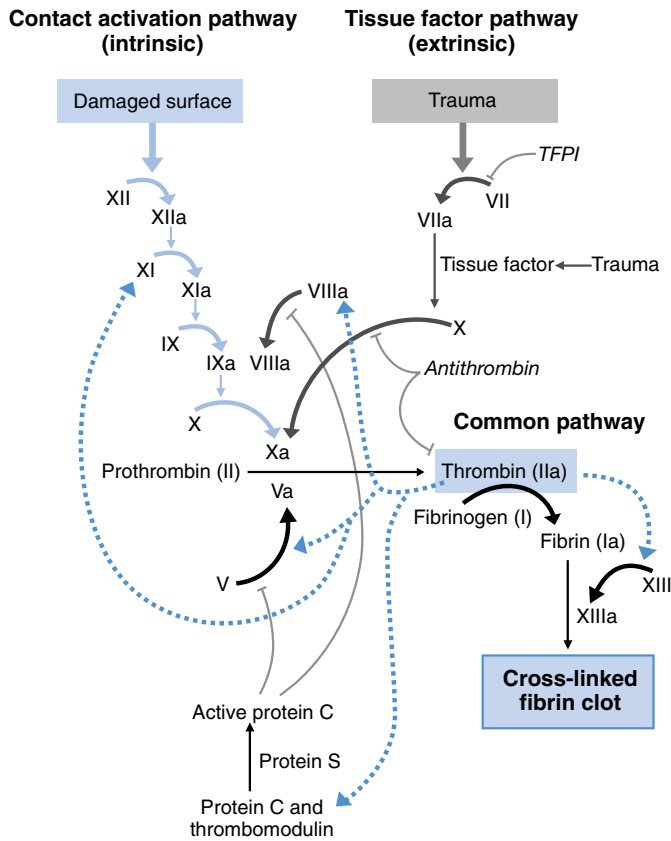 Contact activation pathway
(intrinsic)
Tissue factor pathway
(extrinsic)
Damaged surface
Trauma
TFPI
XII
VII
XIIa
VIIa
XI
Tissue factor
Trauma
XIa
VIIIa
X
IX
IXa
VIIIa
Antithrombin
X
Common pathway
Xa
Prothrombin (II)
Thrombin (IIa)
Va
Fibrinogen (I)
Fibrin (Ia)
V
XIII
XIIIa
Cross-linked
fibrin clot
Active protein C
Protein S
Protein C and
thrombomodulin